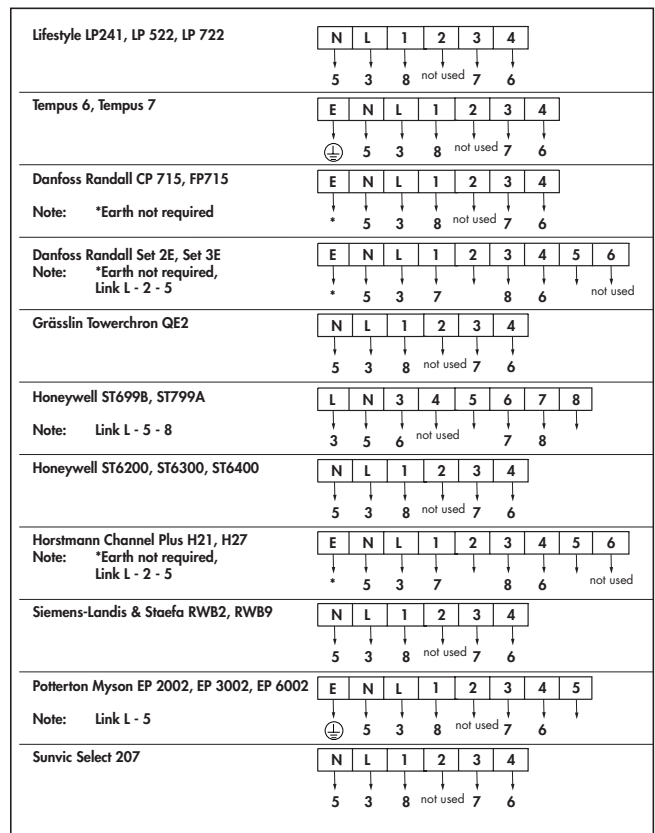 Lifestyle LP241, LP 522, LP 722
N L 1 2 3 4
5 3 8 not used 7 6
Tempus 6, Tempus 7
E N L 1 2 3 4
5 3 8 not used 7 6
Danfoss Randall CP 715, FP715
Note: *Earth not required
E N L 1 2 3 4
* 5 3 8 not used 7 6
Danfoss Randall Set 2E, Set 3E
Note: *Earth not required,
Link L - 2 - 5
E N L 1 2 3 4 5 6
* 5 3 7 8 6 not used
Grässlin Towerchron QE2
N L 1 2 3 4
5 3 8 not used 7 6
Honeywell ST699B, ST799A
Note: Link L - 5 - 8
L N 3 4 5 6 7 8
3 5 6 not used 7 8
Honeywell ST6200, ST6300, ST6400
N L 1 2 3 4
5 3 8 not used 7 6
Horstmann Channel Plus H21, H27
Note: *Earth not required,
Link L - 2 - 5
E N L 1 2 3 4 5 6
* 5 3 7 8 6 not used
Siemens-Landis & Staefa RWB2, RWB9
N L 1 2 3 4
5 3 8 not used 7 6
Potterton Myson EP 2002, EP 3002, EP 6002
Note: Link L - 5
E N L 1 2 3 4 5
5 3 8 not used 7 6
Sunvic Select 207
N L 1 2 3 4
5 3 8 not used 7 6